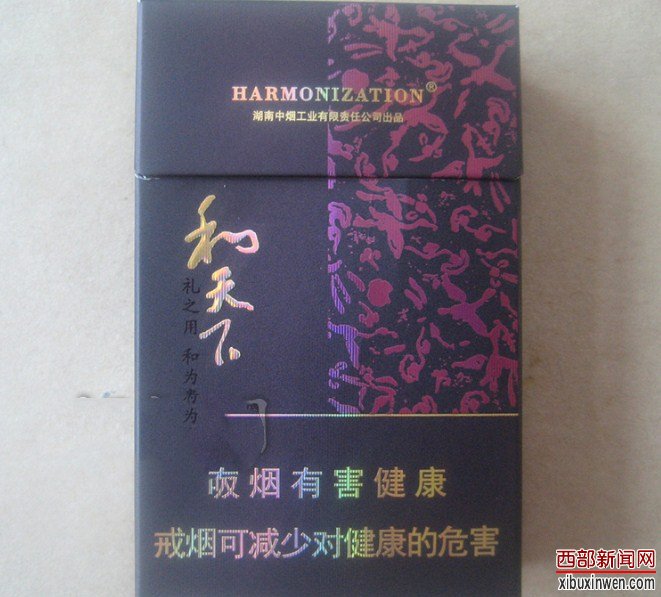 HARMONIZATION®
湖南中烟工业有限责任公司出品
和天下
礼之用 和为
吸烟有害健康
戒烟可减少对健康的危害
西部新闻网
xibuxinwen.com